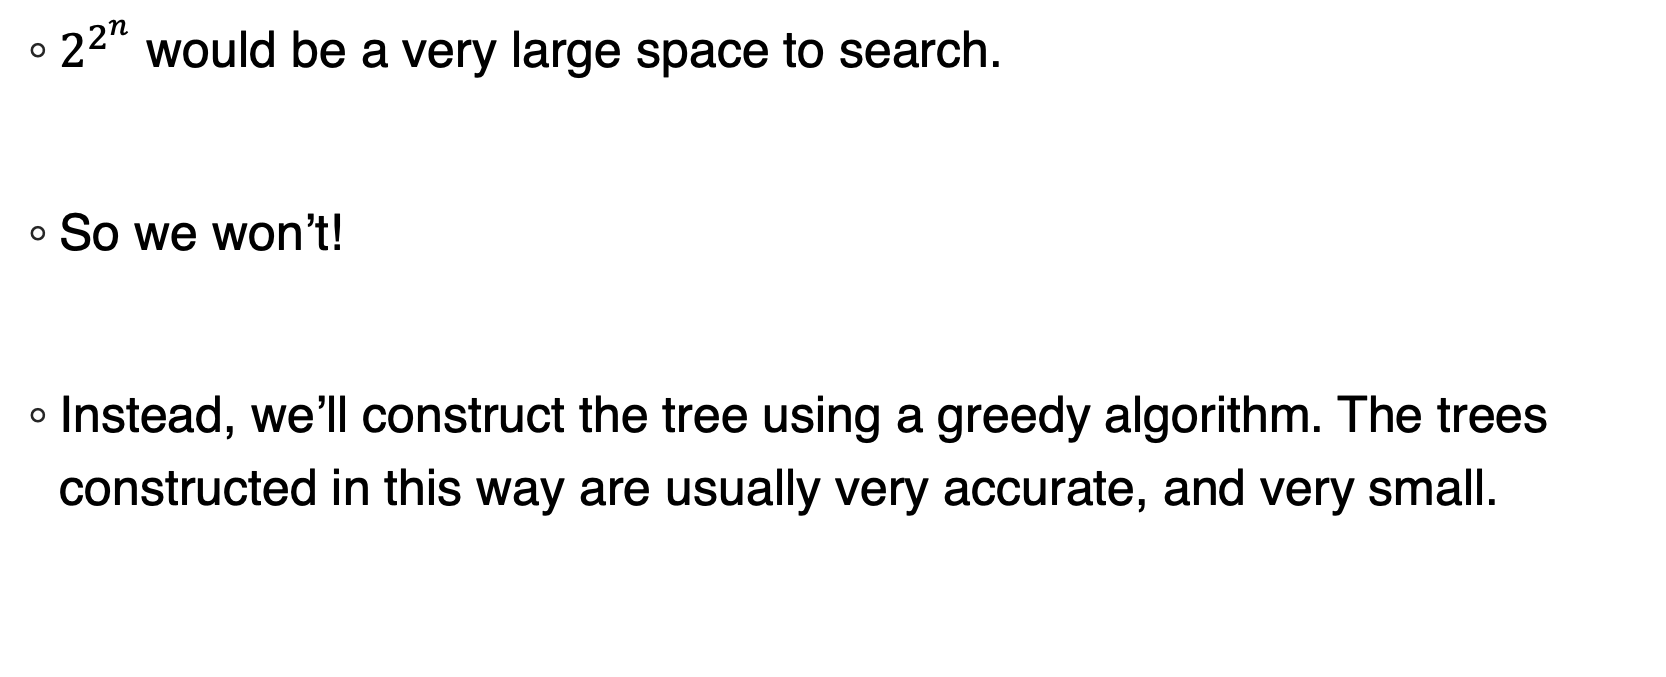 ◦ 2^{2^n} would be a very large space to search.
◦ So we won’t!
◦ Instead, we’ll construct the tree using a greedy algorithm. The trees
constructed in this way are usually very accurate, and very small.